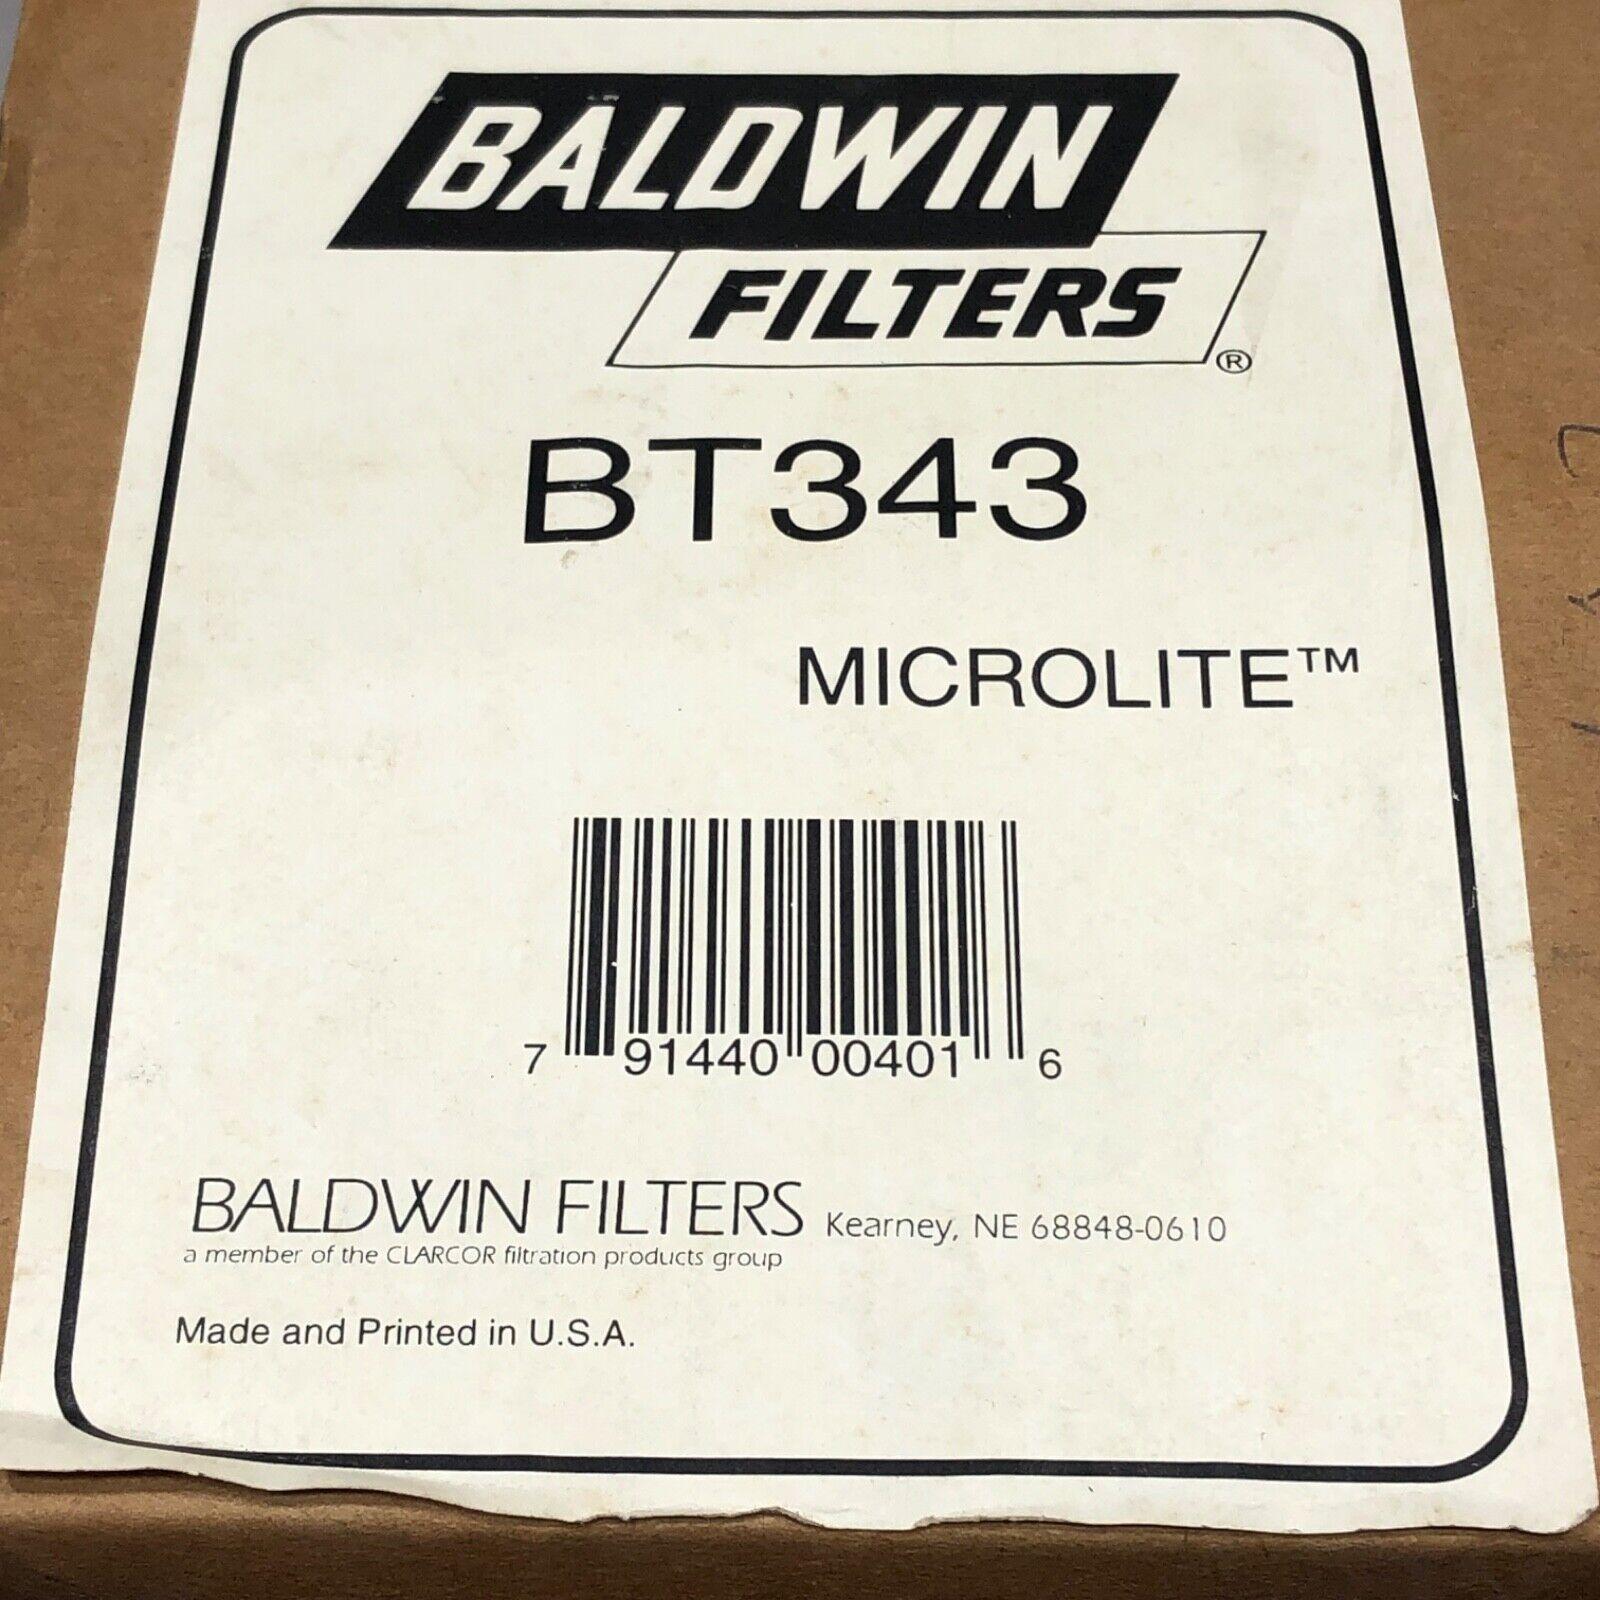 BALDWIN
FILTERS ®
BT343
MICROLITE™
7 91440 00401 6
BALDWIN FILTERS Kearney, NE 68848-0610
a member of the CLARCOR filtration products group
Made and Printed in U.S.A.